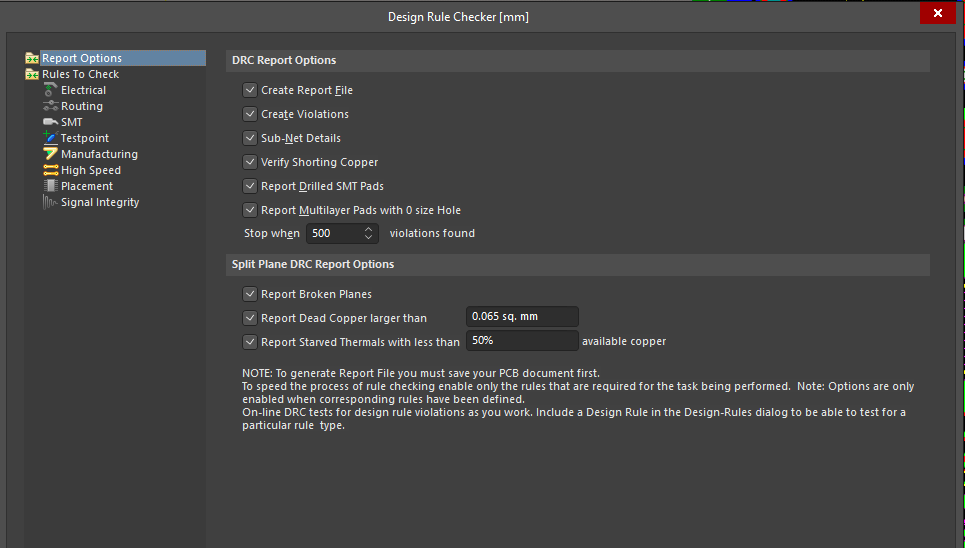 Design Rule Checker [mm]
Report Options
Rules To Check
Electrical
Routing
SMT
Testpoint
Manufacturing
High Speed
Placement
Signal Integrity
DRC Report Options
Create Report File
Create Violations
Sub-Net Details
Verify Shorting Copper
Report Drilled SMT Pads
Report Multilayer Pads with 0 size Hole
Stop when 500 violations found
Split Plane DRC Report Options
Report Broken Planes
Report Dead Copper larger than 0.065 sq. mm
Report Starved Thermals with less than 50% available copper
NOTE: To generate Report File you must save your PCB document first.
To speed the process of rule checking enable only the rules that are required for the task being performed.  Note: Options are only
enabled when corresponding rules have been defined.
On-line DRC tests for design rule violations as you work. Include a Design Rule in the Design-Rules dialog to be able to test for a
particular rule  type.